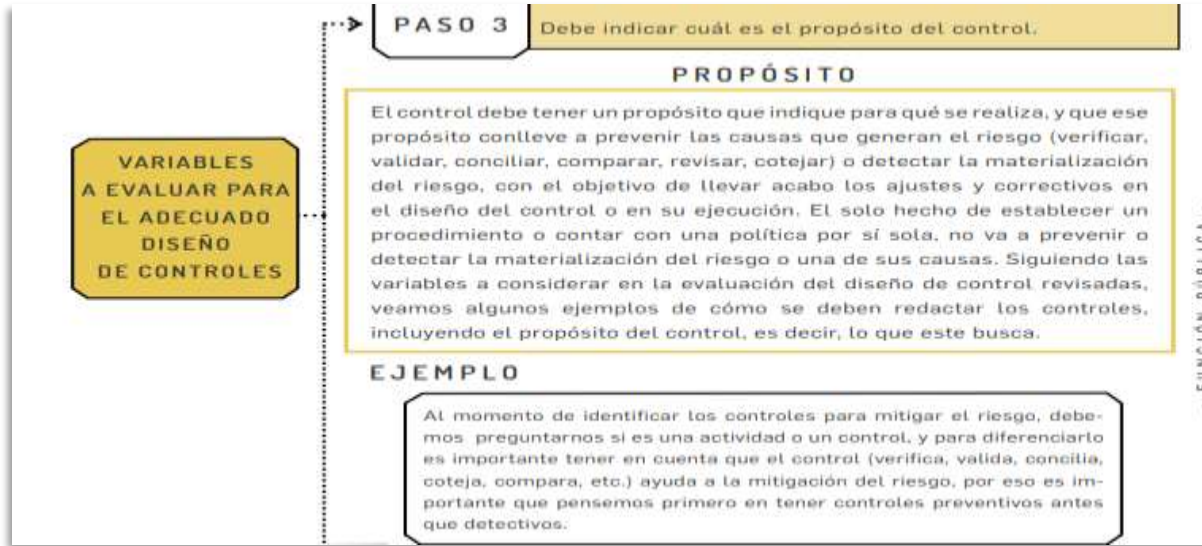 PASO 3
Debe indicar cuál es el propósito del control.
PROPÓSITO
El control debe tener un propósito que indique para qué se realiza, y que ese
propósito conlleve a prevenir las causas que generan el riesgo (verificar,
validar, conciliar, comparar, revisar, cotejar) o detectar la materialización
del riesgo, con el objetivo de llevar acabo los ajustes y correctivos en
el diseño del control o en su ejecución. El solo hecho de establecer un
procedimiento o contar con una política por sí sola, no va a prevenir o
detectar la materialización del riesgo o una de sus causas. Siguiendo las
variables a considerar en la evaluación del diseño de control revisadas,
veamos algunos ejemplos de cómo se deben redactar los controles,
incluyendo el propósito del control, es decir, lo que este busca.
VARIABLES
A EVALUAR PARA
EL ADECUADO
DISEÑO
DE CONTROLES
EJEMPLO
Al momento de identificar los controles para mitigar el riesgo, debe-
mos preguntarnos si es una actividad o un control, y para diferenciarlo
es importante tener en cuenta que el control (verifica, valida, concilia,
coteja, compara, etc.) ayuda a la mitigación del riesgo, por eso es im-
portante que pensemos primero en tener controles preventivos antes
que detectivos.